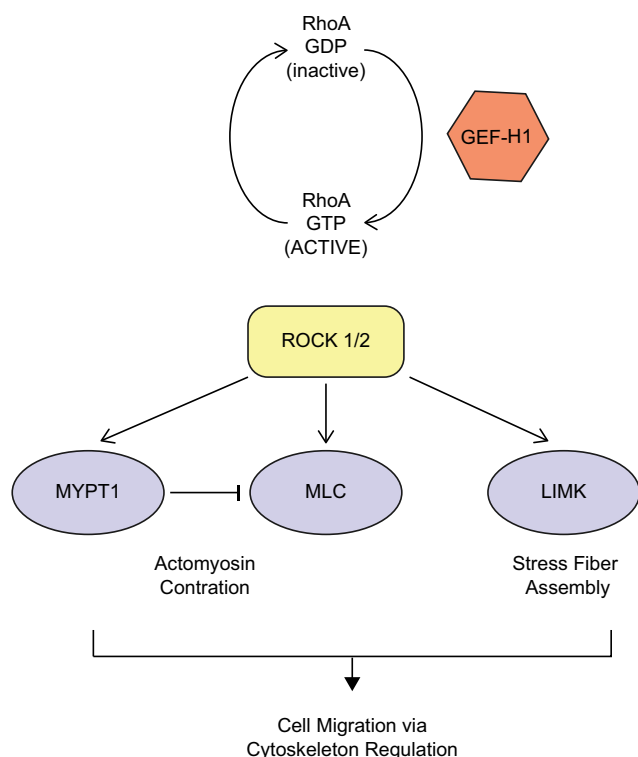 RhoA
GDP
(inactive)
GEF-H1
RhoA
GTP
(ACTIVE)
ROCK 1/2
MYPT1
MLC
LIMK
Actomyosin
Contration
Stress Fiber
Assembly
Cell Migration via
Cytoskeleton Regulation